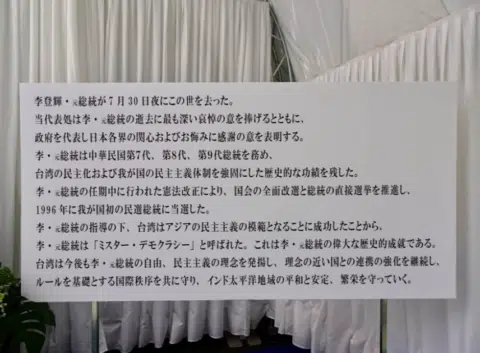 李登輝・元総統が7月30日夜にこの世を去った。
当代表処は李・元総統の逝去に最も深い哀悼の意を捧げるとともに、
政府を代表し日本各界の関心およびお悔みに感謝の意を表明する。
李・元総統は中華民国第7代、第8代、第9代総統を務め、
台湾の民主化および我が国の民主主義体制を強固にした歴史的な功績を残した。
李・元総統の任期中に行われた憲法改正により、国会の全面改選と総統の直接選挙を推進し、
1996年に我が国初の民選総統に当選した。
李・元総統の指導の下、台湾はアジアの民主主義の模範となることに成功したことから、
李・元総統は「ミスター・デモクラシー」と呼ばれた。これは李・元総統の偉大な歴史的成就である。
台湾は今後も李・元総統の自由、民主主義の理念を発揚し、理念の近い国との連携の強化を継続し、
ルールを基礎とする国際秩序を共に守り、インド太平洋地域の平和と安定、繁栄を守っていく。